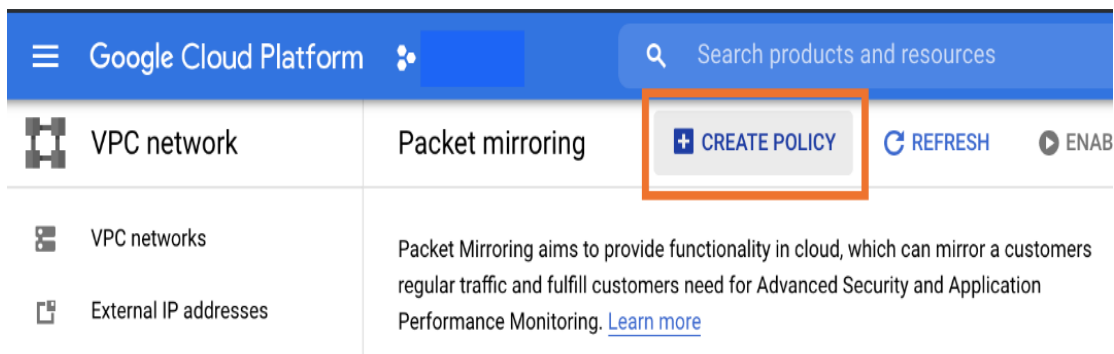 Google Cloud Platform
Search products and resources
VPC network
Packet mirroring
CREATE POLICY
REFRESH
ENAB
VPC networks
External IP addresses
Packet Mirroring aims to provide functionality in cloud, which can mirror a customers
regular traffic and fulfill customers need for Advanced Security and Application
Performance Monitoring. Learn more